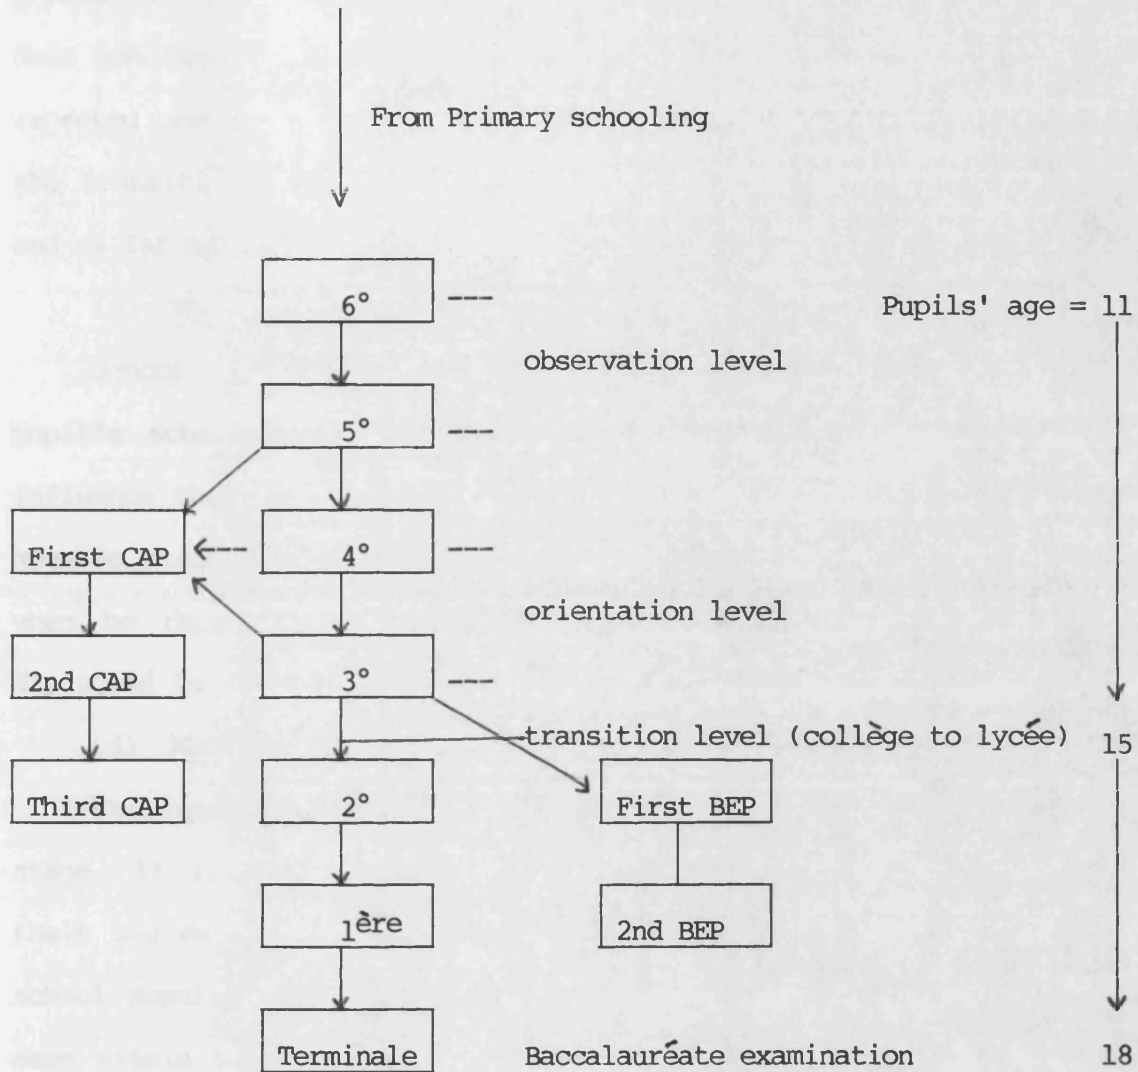 From Primary schooling
6° --- Pupils' age = 11
observation level
5° ---
First CAP 4° ---
orientation level
2nd CAP 3° ---
transition level (collège to lycée) 15
Third CAP 2° First BEP
1ère 2nd BEP
Terminale Baccalauréate examination 18